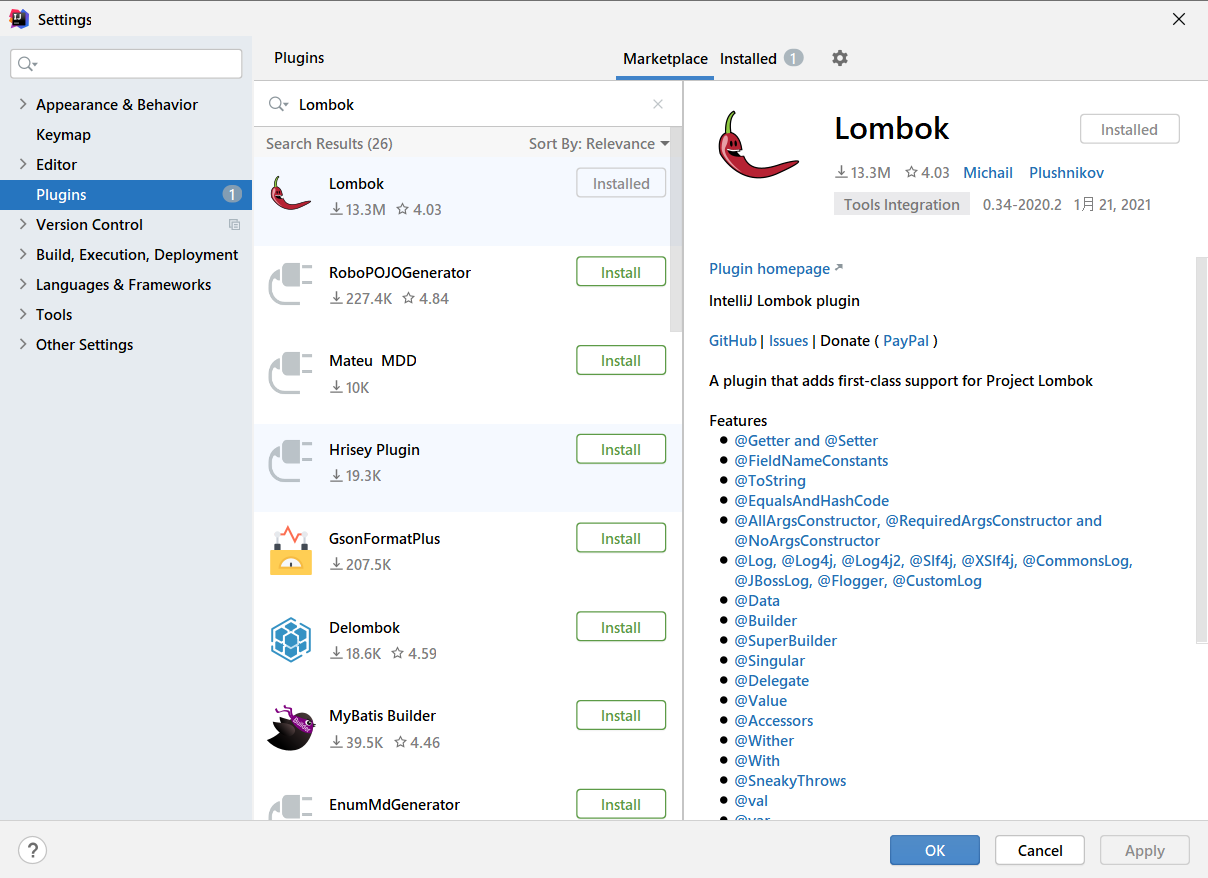 Settings
Appearance & Behavior
Keymap
Editor
Plugins 1
Version Control
Build, Execution, Deployment
Languages & Frameworks
Tools
Other Settings
Plugins
Marketplace Installed 1
Lombok
Search Results (26) Sort By: Relevance
Lombok Installed
13.3M 4.03
RoboPOJOGenerator Install
227.4K 4.84
Mateu MDD Install
10K
Hrisey Plugin Install
19.3K
GsonFormatPlus Install
207.5K
Delombok Install
18.6K 4.59
MyBatis Builder Install
39.5K 4.46
EnumMdGenerator Install
Lombok Installed
13.3M 4.03 Michail Plushnikov
Tools Integration 0.34-2020.2 1月 21, 2021
Plugin homepage
IntelliJ Lombok plugin
GitHub | Issues | Donate ( PayPal )
A plugin that adds first-class support for Project Lombok
Features
@Getter and @Setter
@FieldNameConstants
@ToString
@EqualsAndHashCode
@AllArgsConstructor, @RequiredArgsConstructor and
@NoArgsConstructor
@Log, @Log4j, @Log4j2, @Slf4j, @XSlf4j, @CommonsLog,
@JBossLog, @Flogger, @CustomLog
@Data
@Builder
@SuperBuilder
@Singular
@Delegate
@Value
@Accessors
@Wither
@With
@SneakyThrows
@val
@var
? OK Cancel Apply